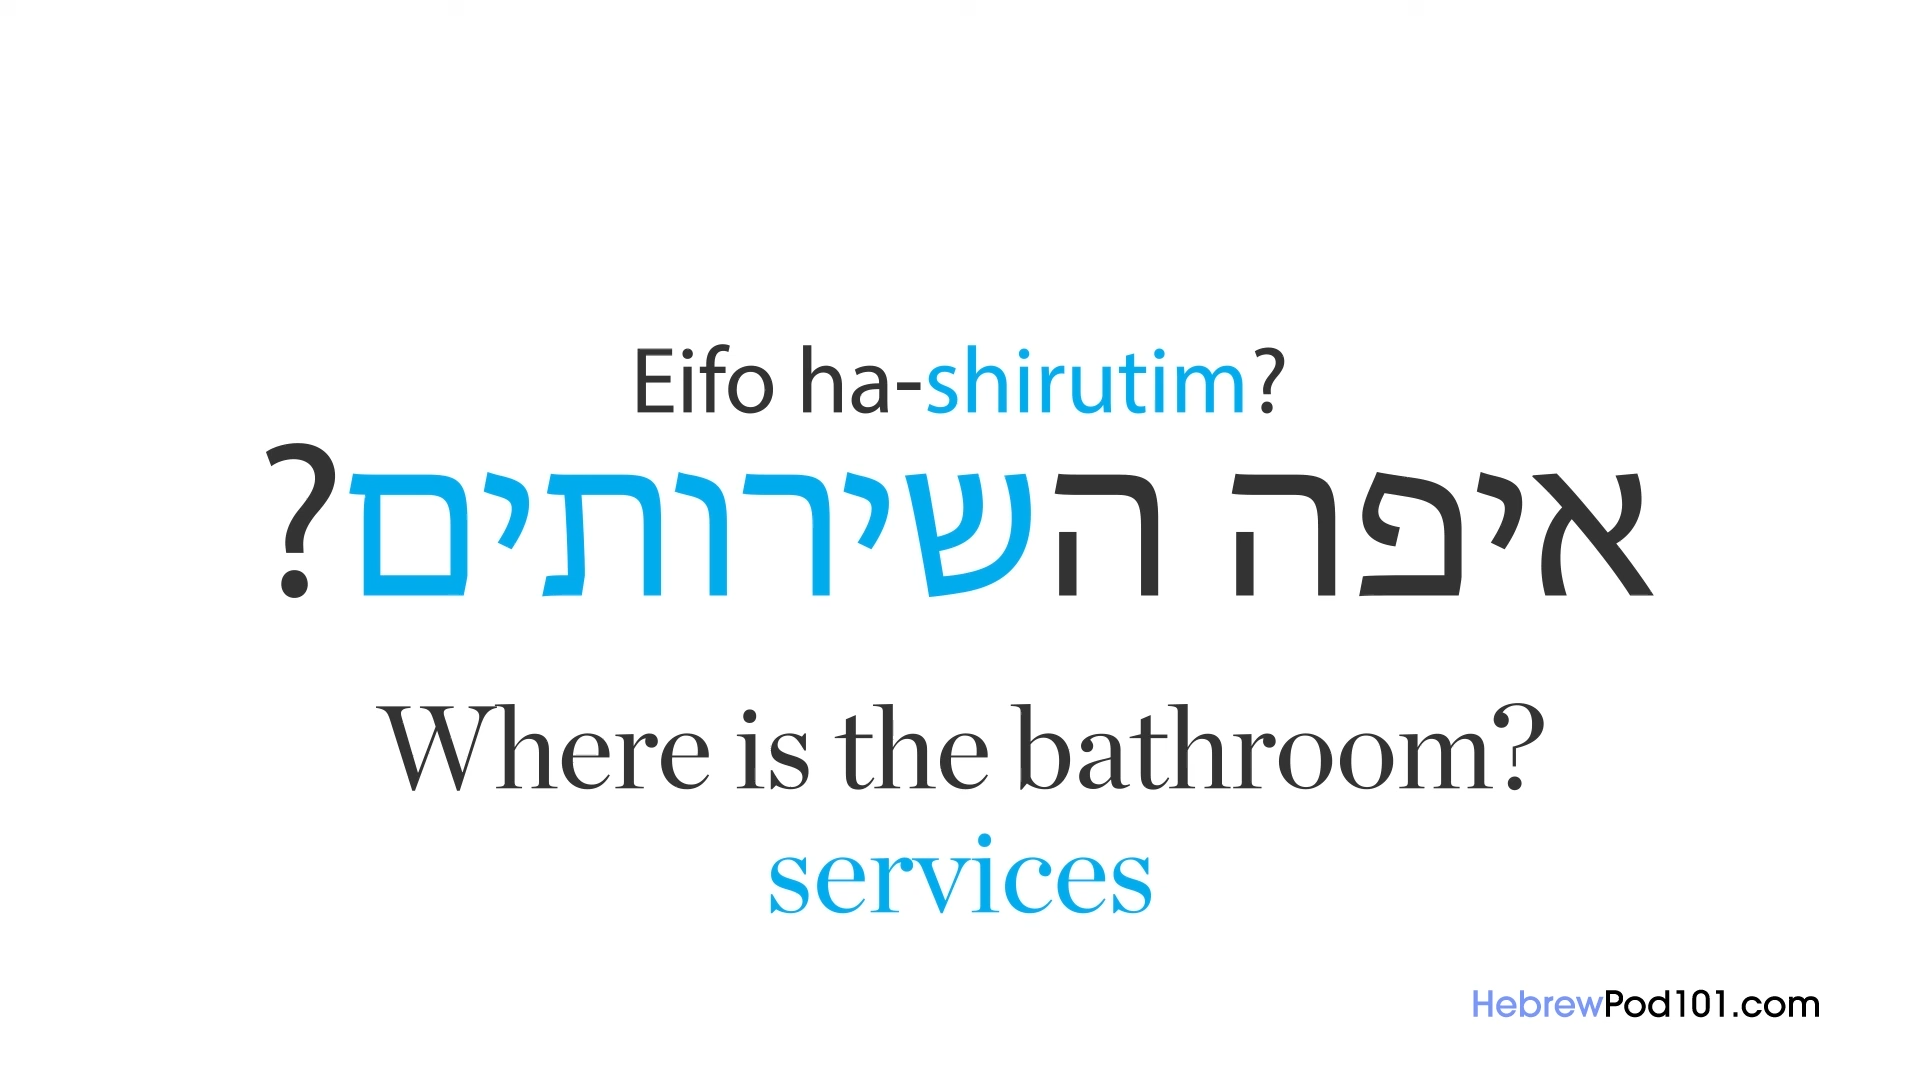 Eifo ha-shirutim?
איפה השירותים?
Where is the bathroom?
services
HebrewPod101.com